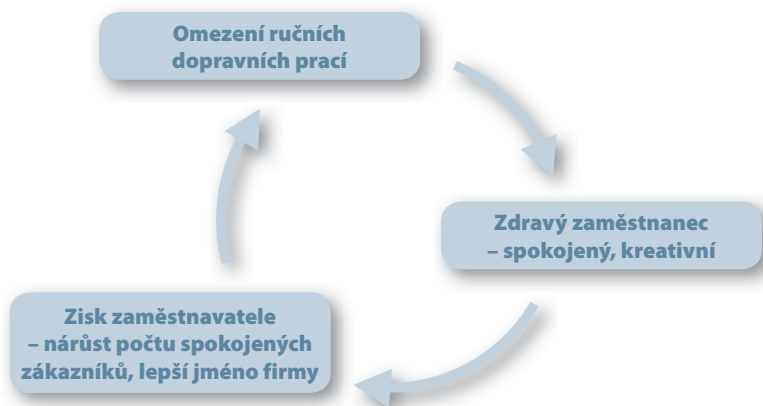 Omezení ručních
dopravních prací
Zdravý zaměstnanec
– spokojený, kreativní
Zisk zaměstnavatele
– nárůst počtu spokojených
zákazníků, lepší jméno firmy